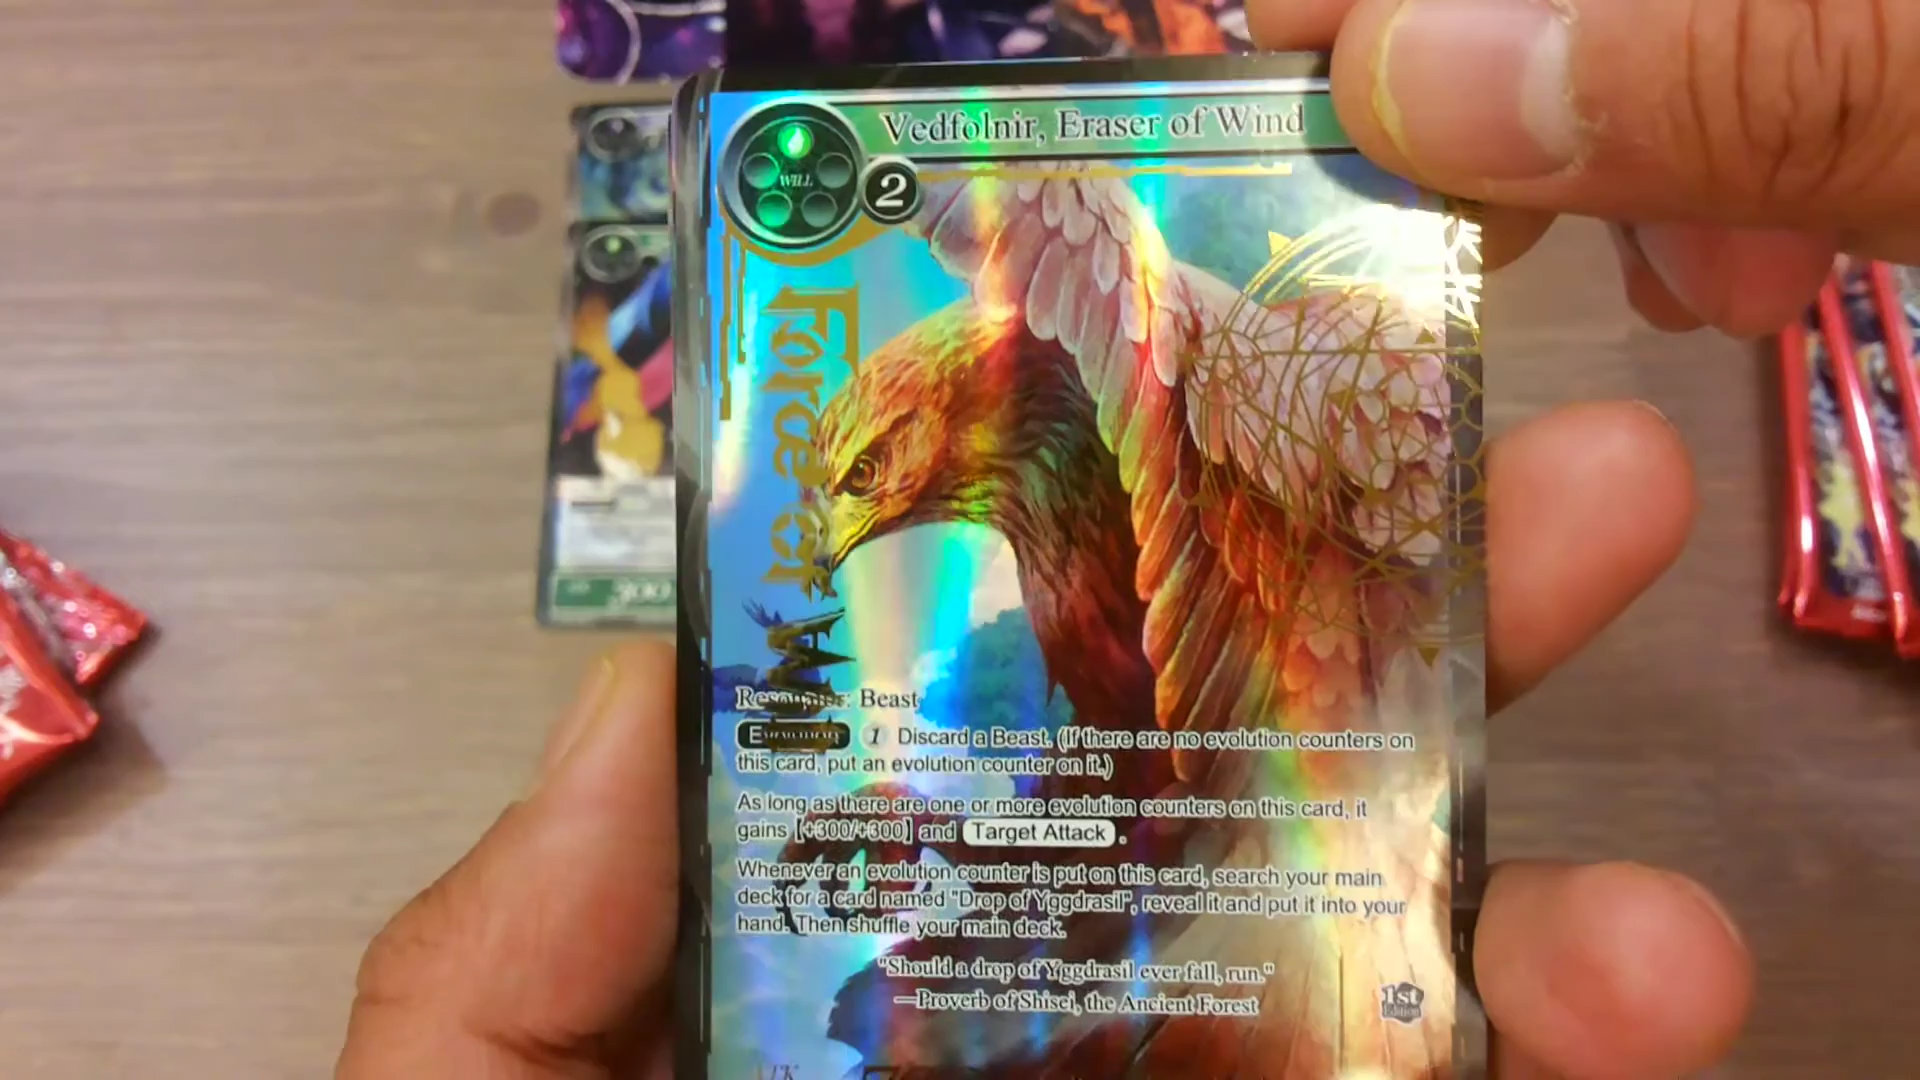 Vedfolnir, Eraser of Wind
WILL
2
Force of Will
Resonator: Beast
1 Discard a Beast. (If there are no evolution counters on
this card, put an evolution counter on it.)
As long as there are one or more evolution counters on this card, it
gains [+300/+300] and Target Attack .
Whenever an evolution counter is put on this card, search your main
deck for a card named "Drop of Yggdrasil", reveal it and put it into your
hand. Then shuffle your main deck.
"Should a drop of Yggdrasil ever fall, run."
—Proverb of Shisei, the Ancient Forest
1st
Edition
300